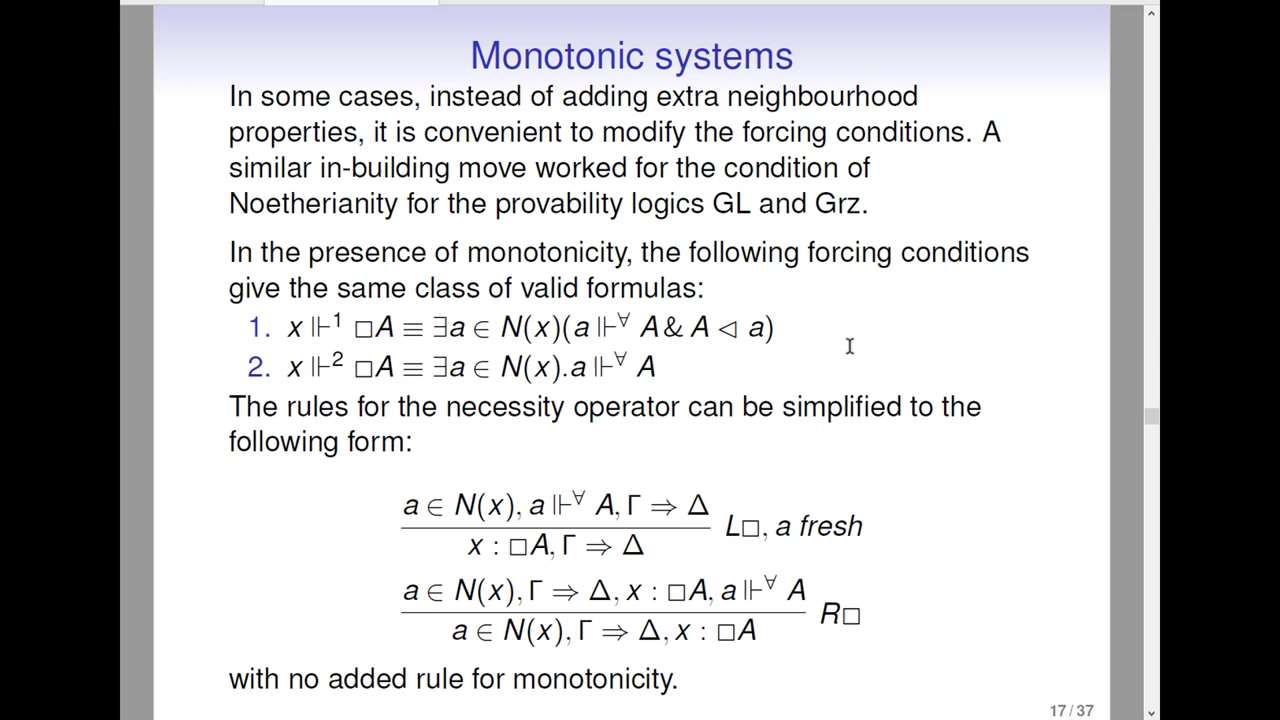 Monotonic systems
In some cases, instead of adding extra neighbourhood
properties, it is convenient to modify the forcing conditions. A
similar in-building move worked for the condition of
Noetherianity for the provability logics GL and Grz.
In the presence of monotonicity, the following forcing conditions
give the same class of valid formulas:
1. x ⊩¹ □A ≡ ∃a ∈ N(x)(a ⊩^∀ A & A ◁ a)
2. x ⊩² □A ≡ ∃a ∈ N(x).a ⊩^∀ A
The rules for the necessity operator can be simplified to the
following form:
a ∈ N(x), a ⊩^∀ A, Γ ⇒ Δ
x : □A, Γ ⇒ Δ
L□, a fresh
a ∈ N(x), Γ ⇒ Δ, x : □A, a ⊩^∀ A
a ∈ N(x), Γ ⇒ Δ, x : □A
R□
with no added rule for monotonicity.
17 / 37